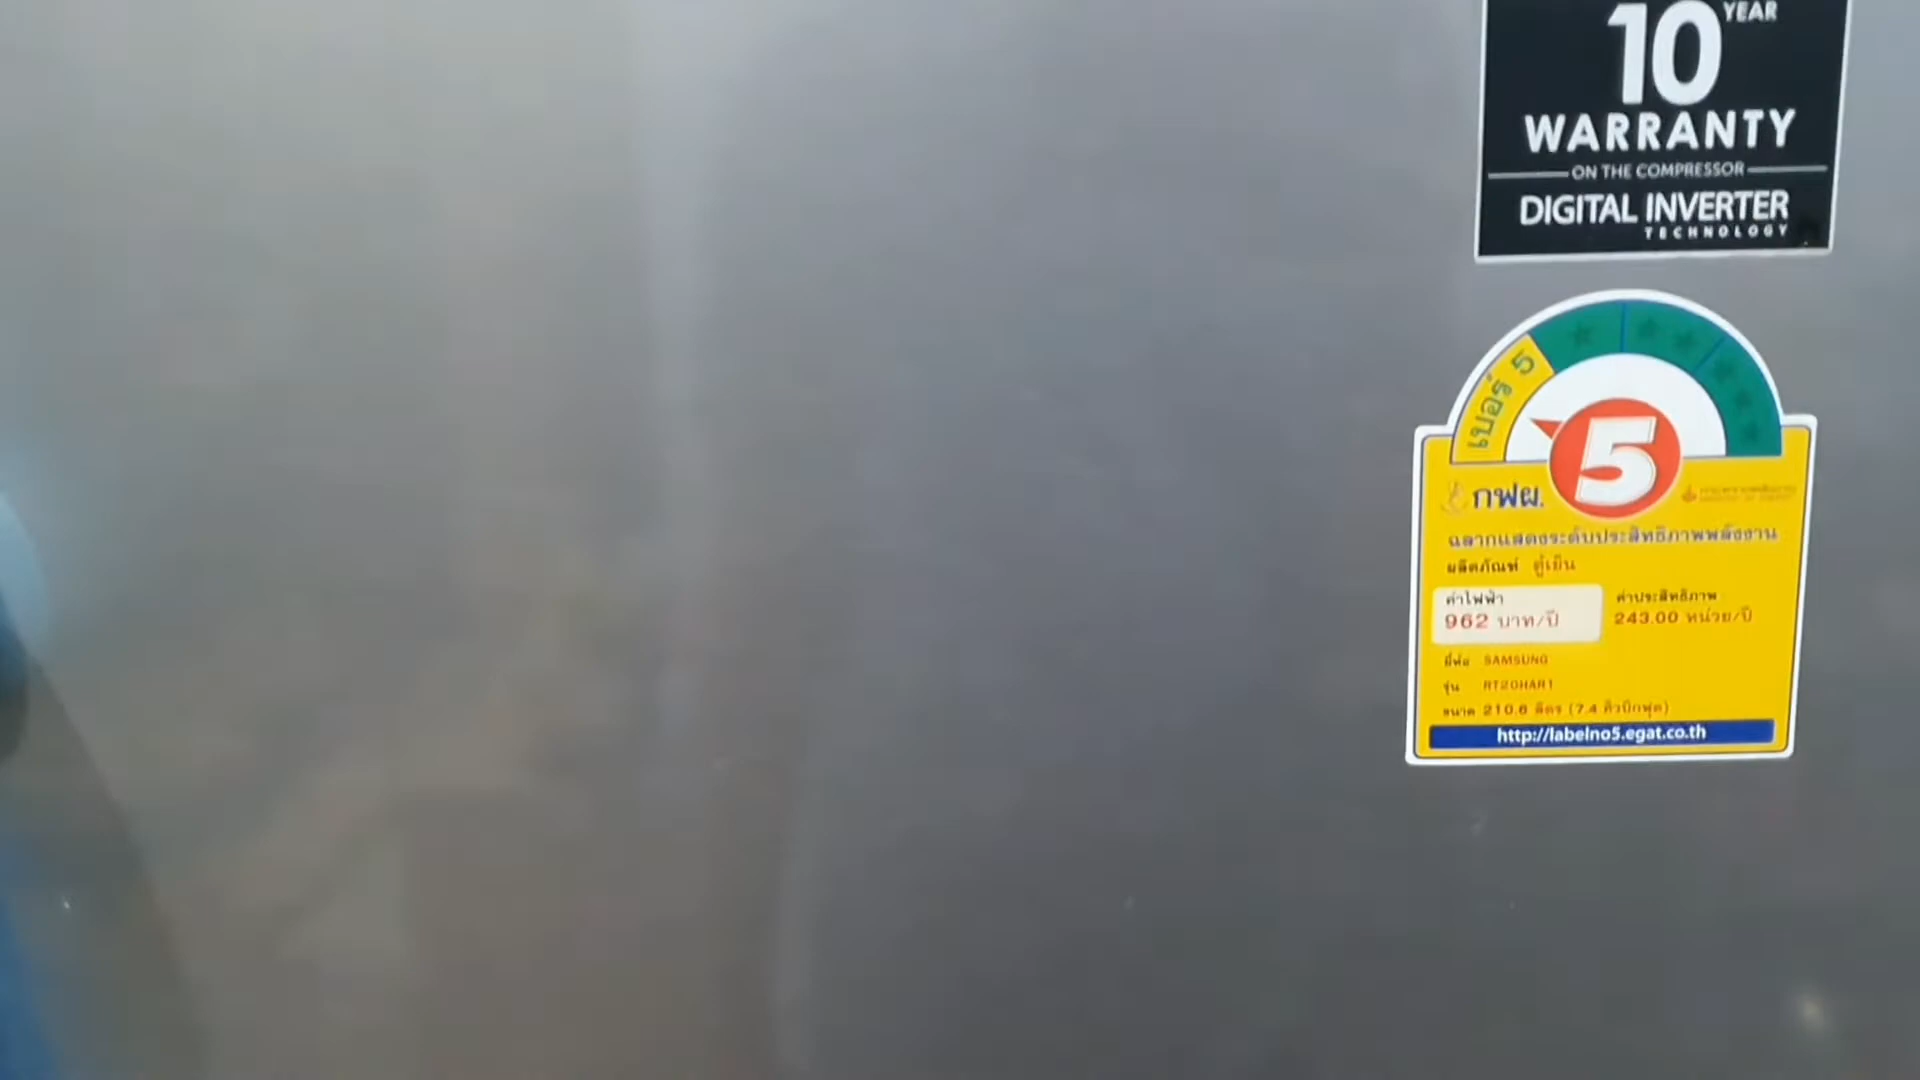 10 YEAR
WARRANTY
ON THE COMPRESSOR
DIGITAL INVERTER
TECHNOLOGY
เบอร์ 5
5
กฟผ.
ฉลากแสดงระดับประสิทธิภาพพลังงาน
ผลิตภัณฑ์ ตู้เย็น
ค่าไฟฟ้า ค่าประสิทธิภาพ
962 บาท/ปี 243.00 หน่วย/ปี
ยี่ห้อ SAMSUNG
รุ่น RT20HAR1
ขนาด 210.6 ลิตร (7.4 คิวบิกฟุต)
http://labelno5.egat.co.th